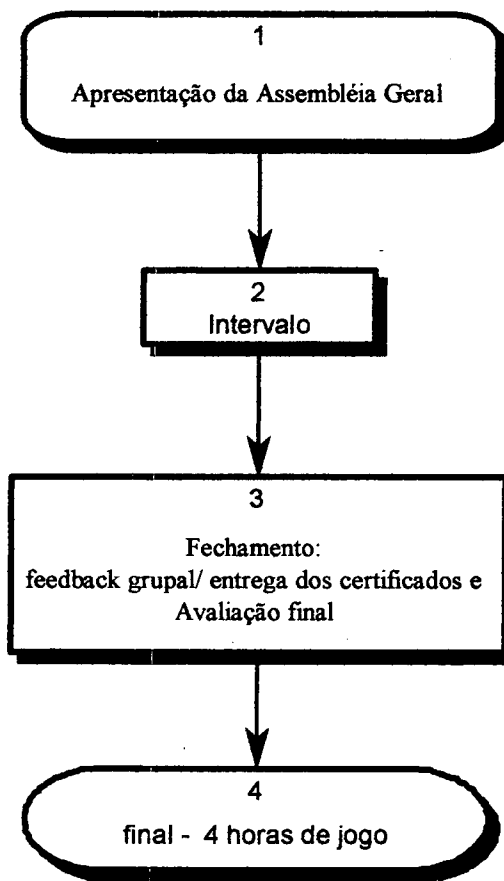 1
Apresentação da Assembléia Geral
2
Intervalo
3
Fechamento:
feedback grupal/ entrega dos certificados e
Avaliação final
4
final - 4 horas de jogo